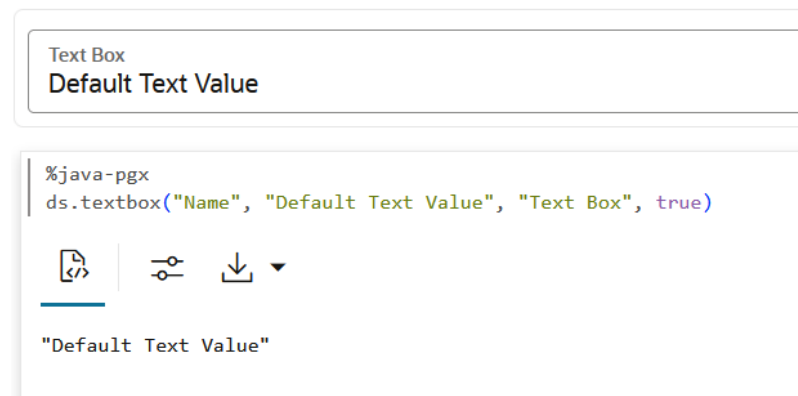 Text Box
Default Text Value
%java-pgx
ds.textbox("Name", "Default Text Value", "Text Box", true)
"Default Text Value"